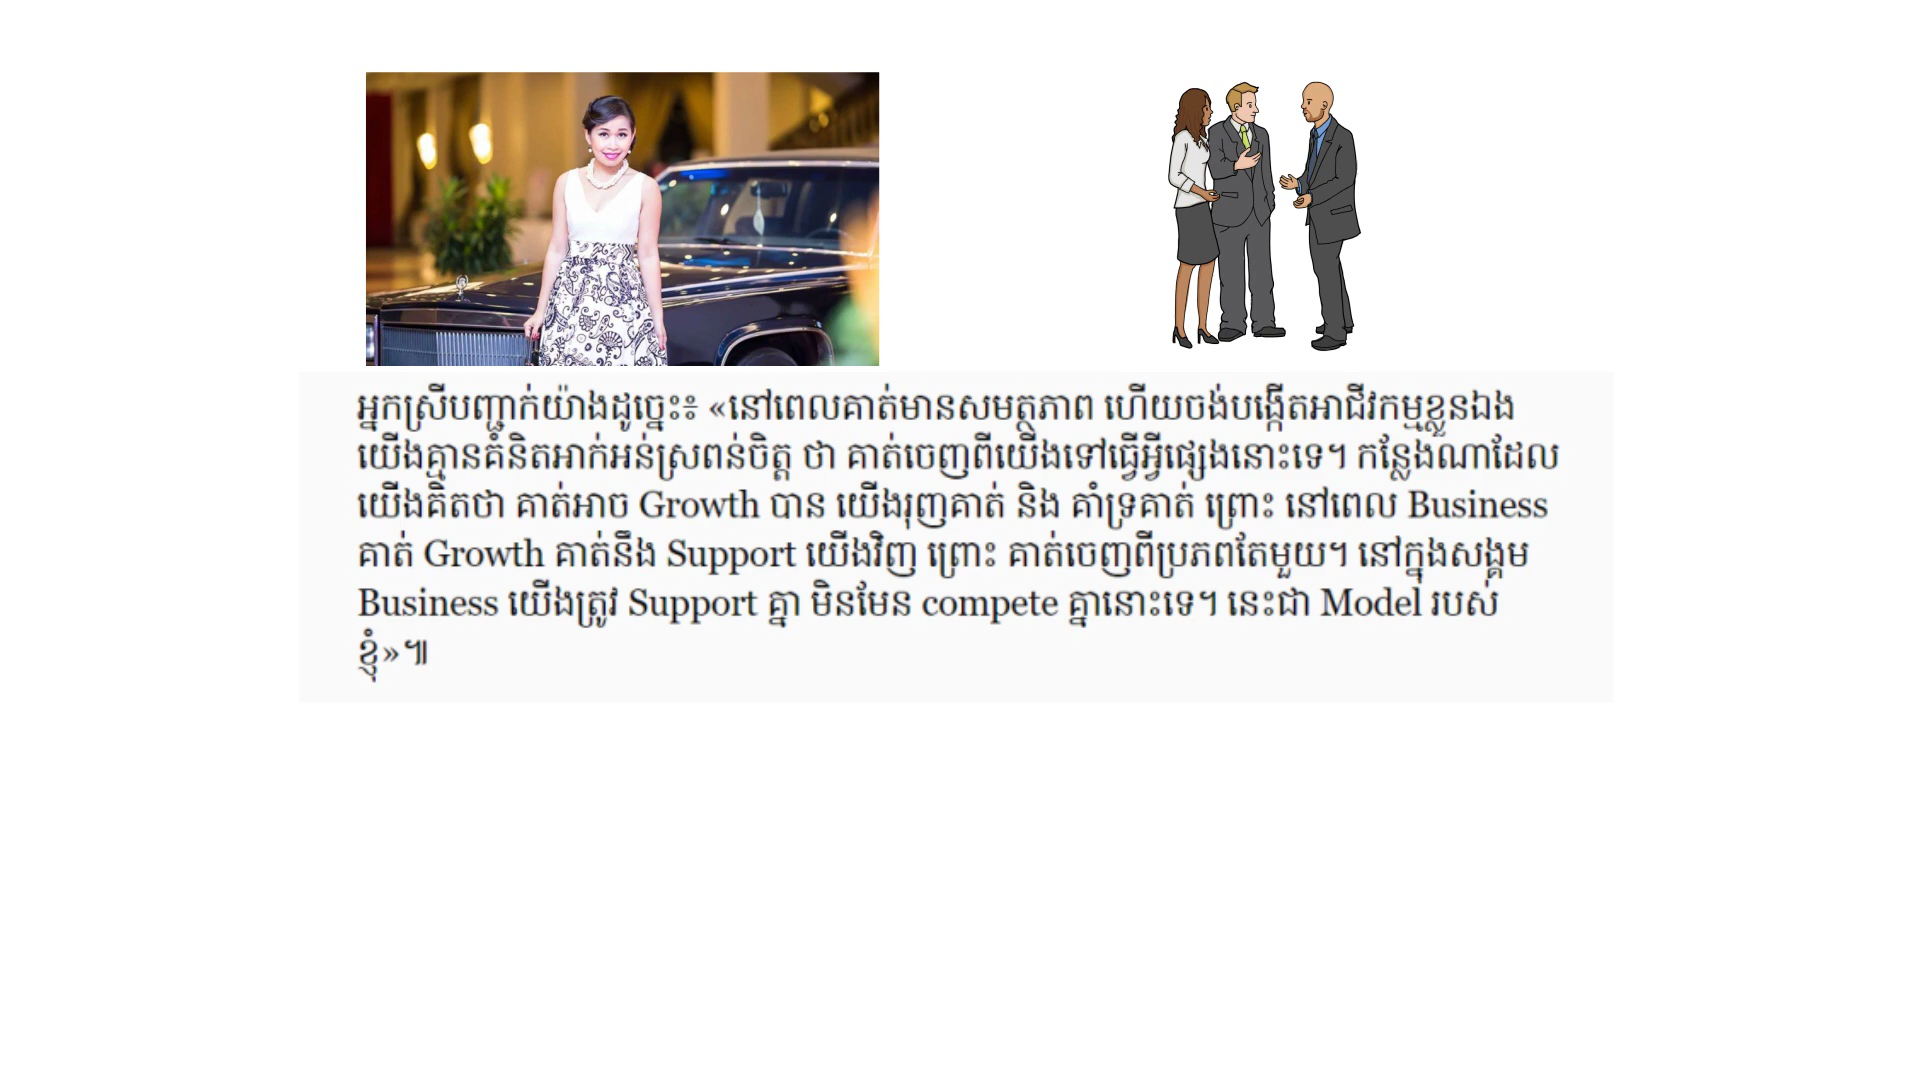 អ្នកស្រីបញ្ជាក់យ៉ាងដូច្នេះ៖ «នៅពេលគាត់មានសមត្ថភាព ហើយចង់បង្កើតអាជីវកម្មខ្លួនឯង
យើងគ្មានគំនិតអាក់អន់ស្រពន់ចិត្ត ថា គាត់ចេញពីយើងទៅធ្វើអ្វីផ្សេងនោះទេ។ កន្លែងណាដែល
យើងគិតថា គាត់អាច Growth បាន យើងរុញគាត់ និង គាំទ្រគាត់ ព្រោះ នៅពេល Business
គាត់ Growth គាត់នឹង Support យើងវិញ ព្រោះ គាត់ចេញពីប្រភពតែមួយ។ នៅក្នុងសង្គម
Business យើងត្រូវ Support គ្នា មិនមែន compete គ្នានោះទេ។ នេះជា Model របស់
ខ្ញុំ»៕